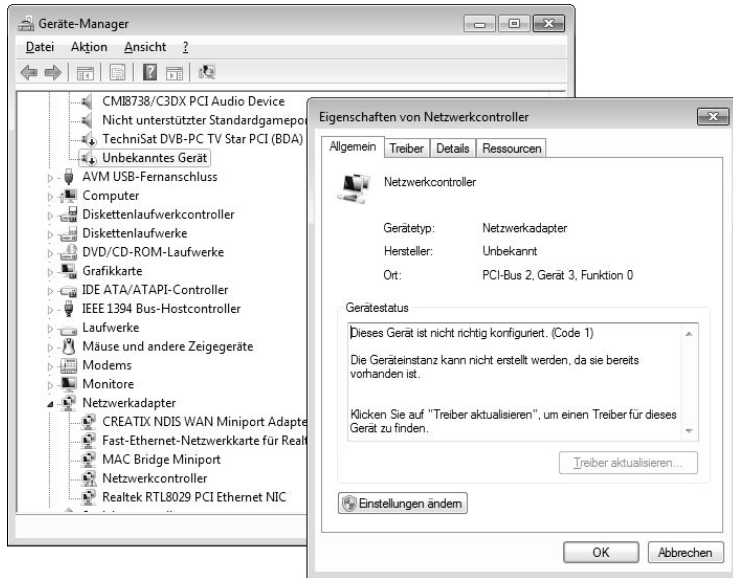 Geräte-Manager
Datei Aktion Ansicht ?
CMI8738/C3DX PCI Audio Device
Nicht unterstützter Standardgamepo
TechniSat DVB-PC TV Star PCI (BDA)
Unbekanntes Gerät
AVM USB-Fernanschluss
Computer
Diskettenlaufwerkcontroller
Diskettenlaufwerke
DVD/CD-ROM-Laufwerke
Grafikkarte
IDE ATA/ATAPI-Controller
IEEE 1394 Bus-Hostcontroller
Laufwerke
Mäuse und andere Zeigegeräte
Modems
Monitore
Netzwerkadapter
CREATIX NDIS WAN Miniport Adapte
Fast-Ethernet-Netzwerkkarte für Realt
MAC Bridge Miniport
Netzwerkcontroller
Realtek RTL8029 PCI Ethernet NIC
Eigenschaften von Netzwerkcontroller
Allgemein Treiber Details Ressourcen
Netzwerkcontroller
Gerätetyp: Netzwerkadapter
Hersteller: Unbekannt
Ort: PCI-Bus 2, Gerät 3, Funktion 0
Gerätestatus
Dieses Gerät ist nicht richtig konfiguriert. (Code 1)
Die Geräteinstanz kann nicht erstellt werden, da sie bereits
vorhanden ist.
Klicken Sie auf "Treiber aktualisieren", um einen Treiber für dieses
Gerät zu finden.
Treiber aktualisieren...
Einstellungen ändern
OK Abbrechen